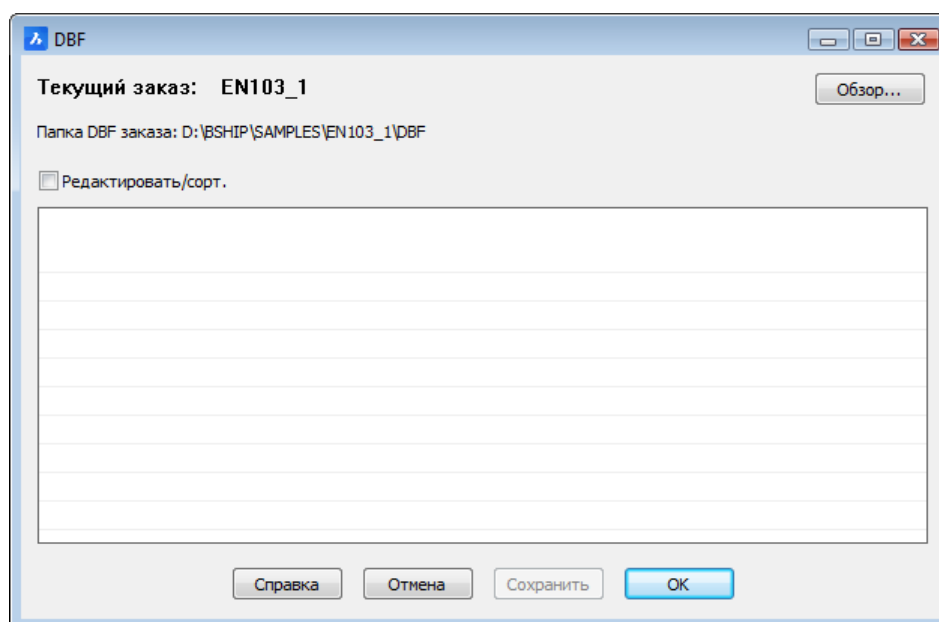 DBF
Текущий заказ: EN103_1
Обзор...
Папка DBF заказа: D:\BSHIP\SAMPLES\EN103_1\DBF
Редактировать/сорт.
Справка Отмена Сохранить OK